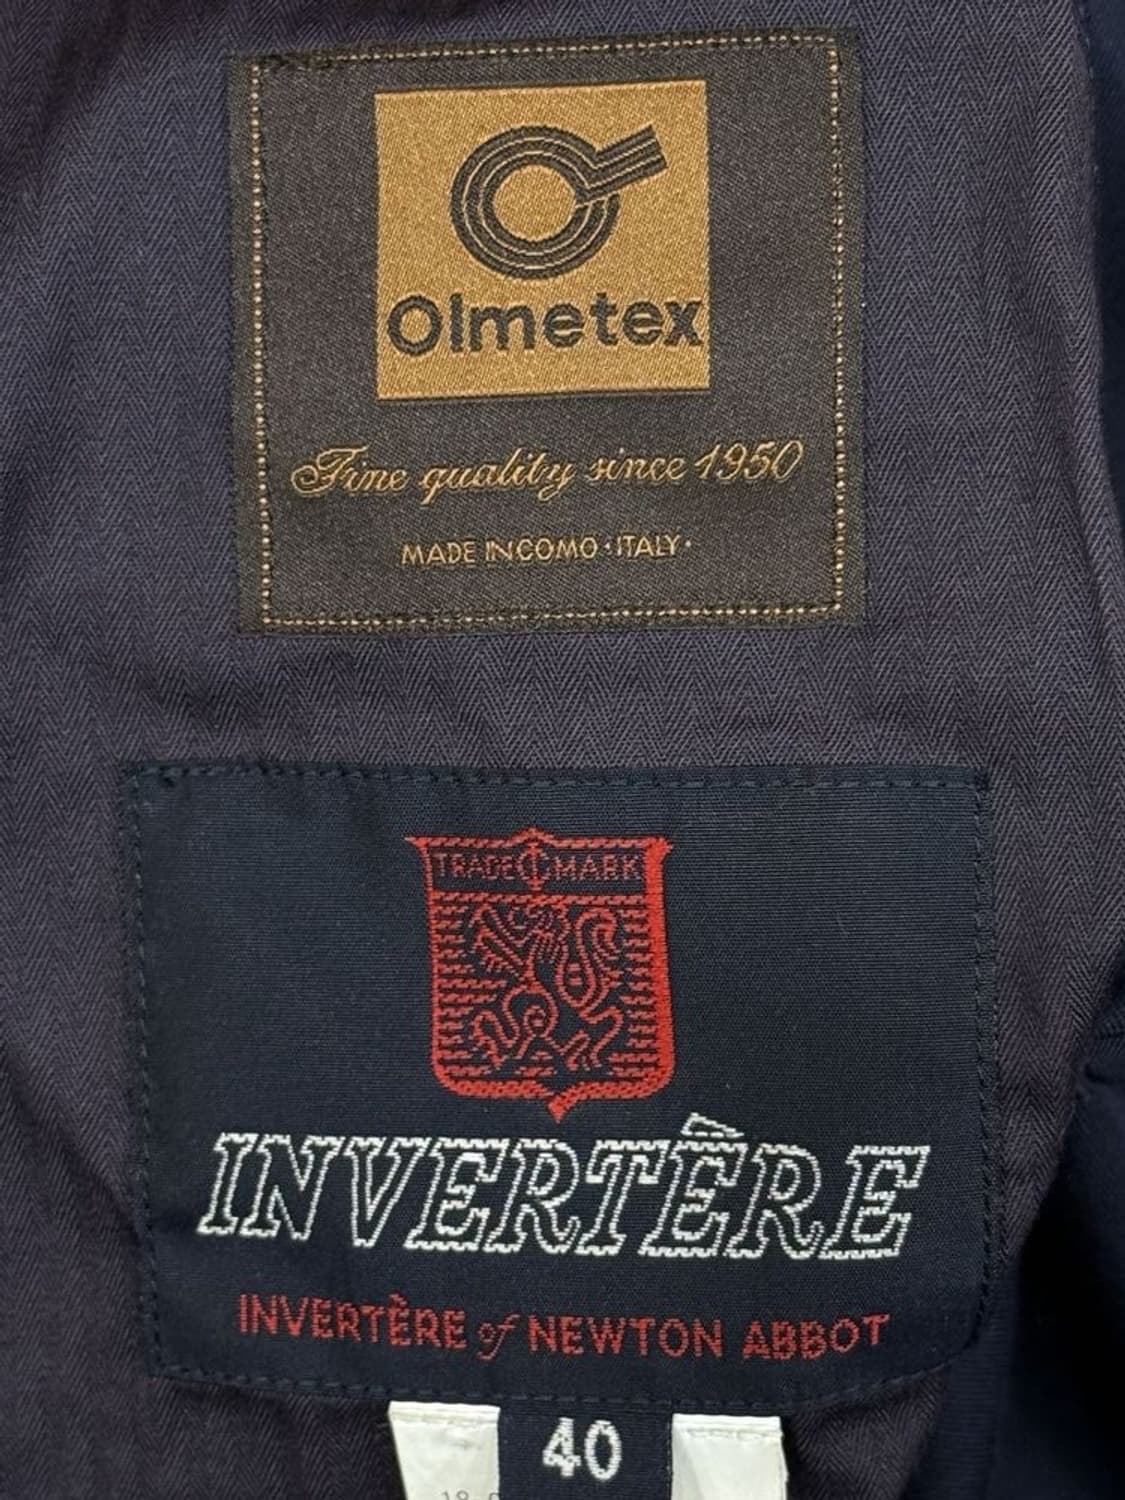 Olmetex
Fine quality since 1950
MADE IN COMO · ITALY ·
TRADE MARK
INVERTÈRE
INVERTÈRE of NEWTON ABBOT
40